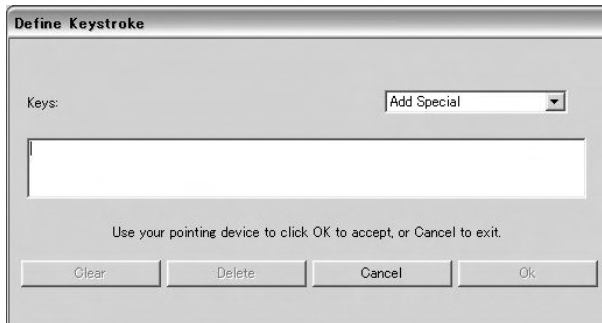 Define Keystroke
Keys: Add Special
Use your pointing device to click OK to accept, or Cancel to exit.
Clear Delete Cancel Ok